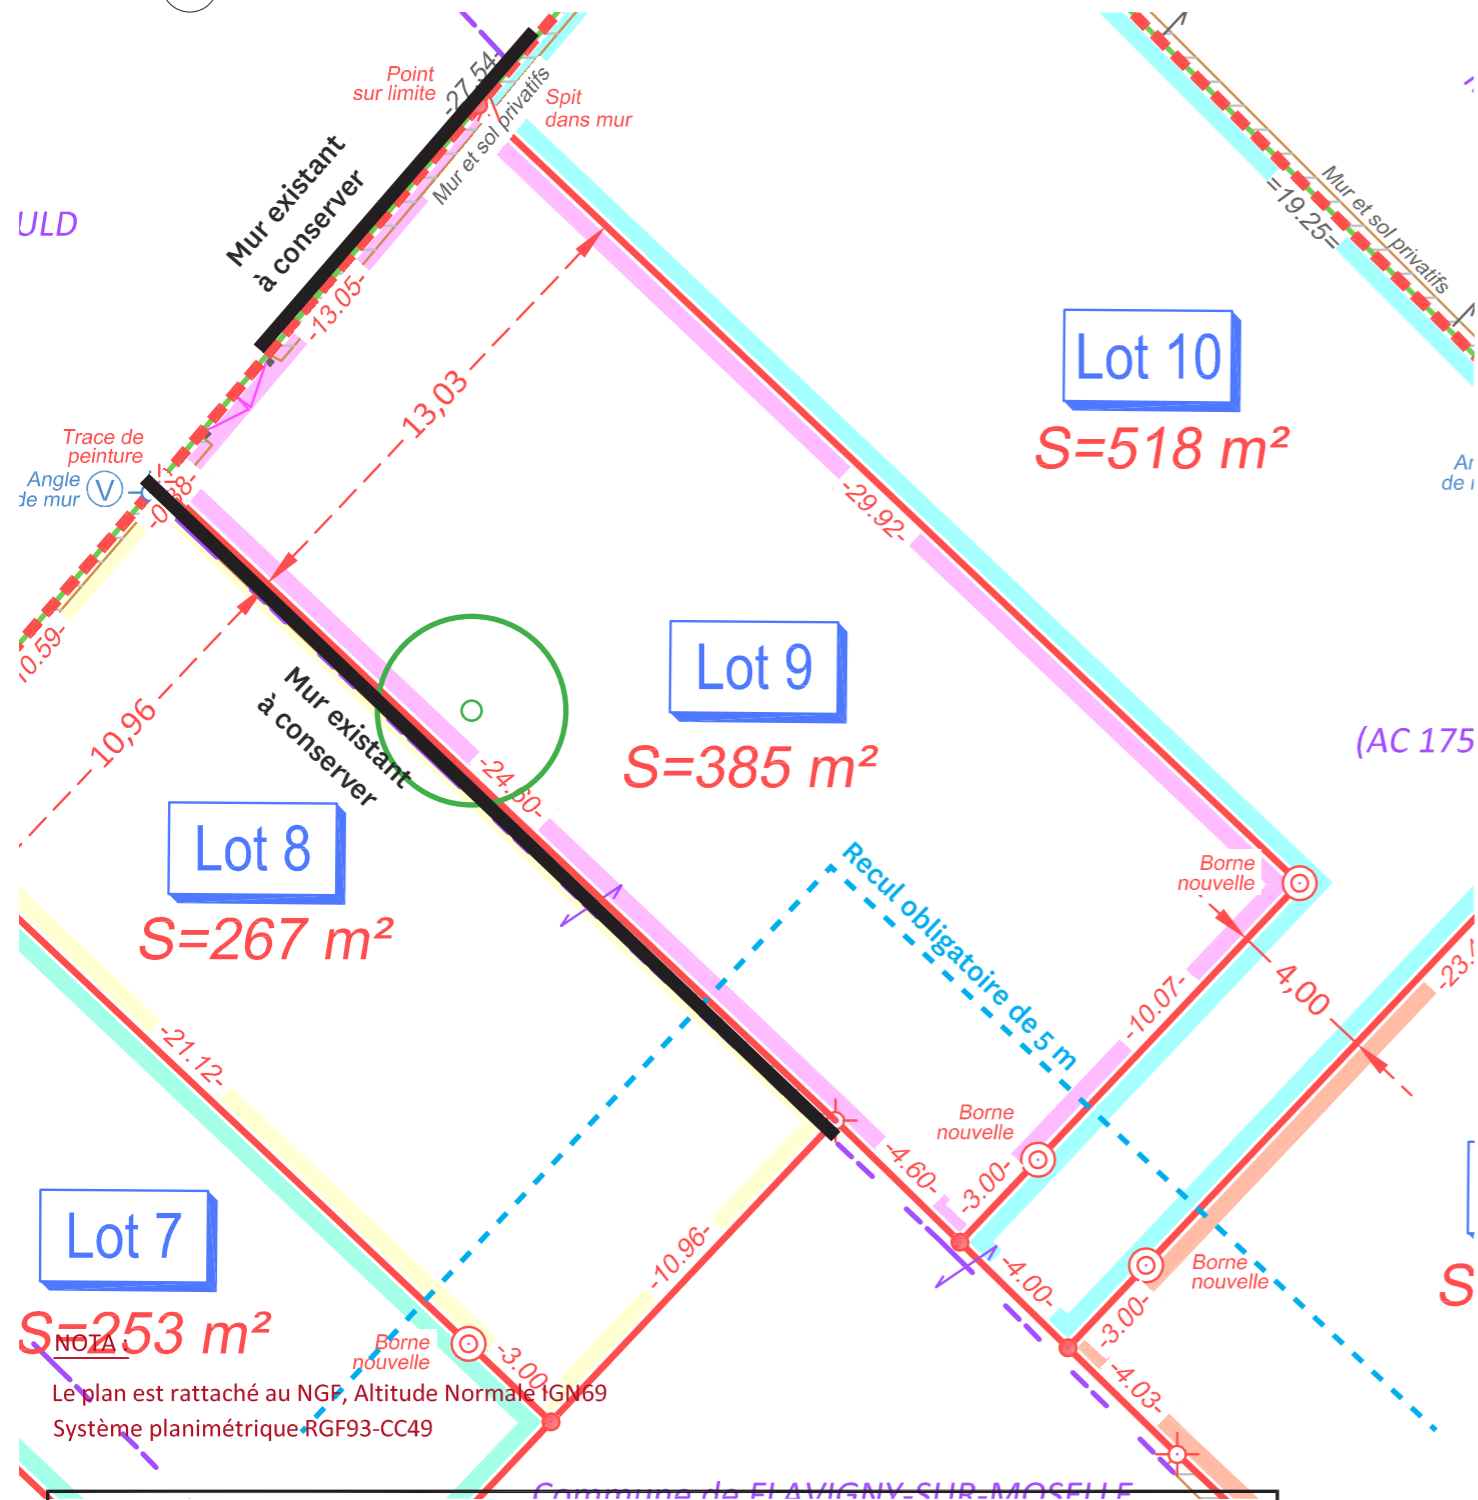 Point
sur limite
-27.54-
Spit
dans mur
Mur et sol privatifs
Mur existant
à conserver
ULD
-13.05-
13,03
Mur et sol privatifs
=19.25=
Lot 10
S=518 m²
Trace de
peinture
Angle
de mur
V
-29.92-
10.59-
10,96
Mur existant
à conserver
-24.60-
Lot 9
S=385 m²
(AC 175
Lot 8
S=267 m²
Recul obligatoire de 5 m
Borne
nouvelle
4,00
-10.07-
-21.12-
Borne
nouvelle
-4.60-
-3.00-
Lot 7
S=253 m²
-10.96-
-4.00-
Borne
nouvelle
-3.00-
-4.03-
S
NOTA :
Borne
nouvelle
-3.00-
Le plan est rattaché au NGF, Altitude Normale IGN69
Système planimétrique RGF93-CC49
Commune de FLAVIGNY-SUR-MOSELLE